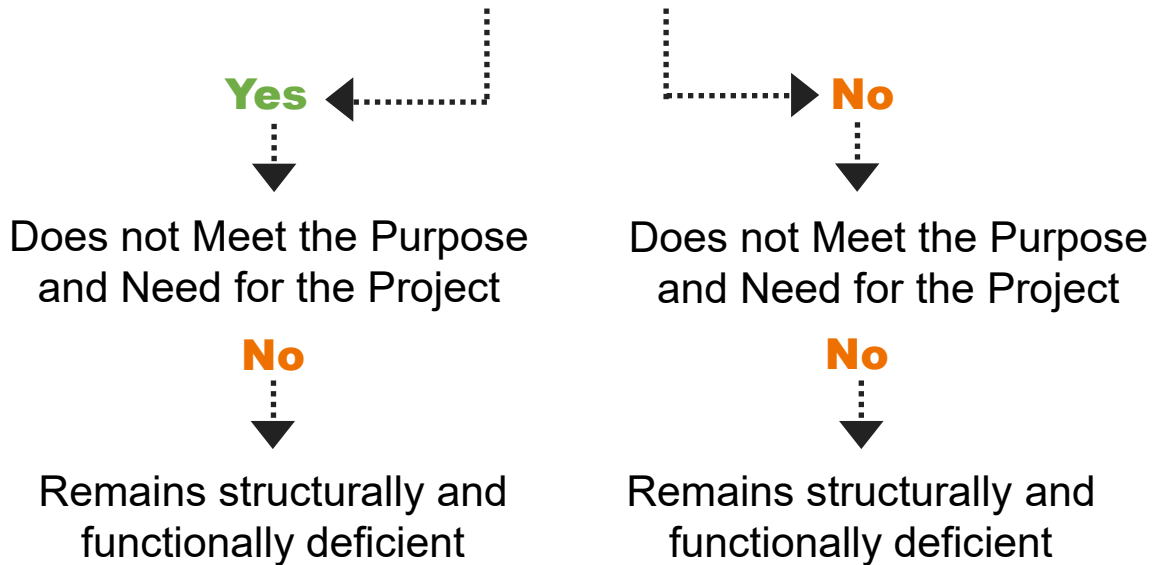 Yes
Does not Meet the Purpose
and Need for the Project
No
Remains structurally and
functionally deficient
No
Does not Meet the Purpose
and Need for the Project
No
Remains structurally and
functionally deficient